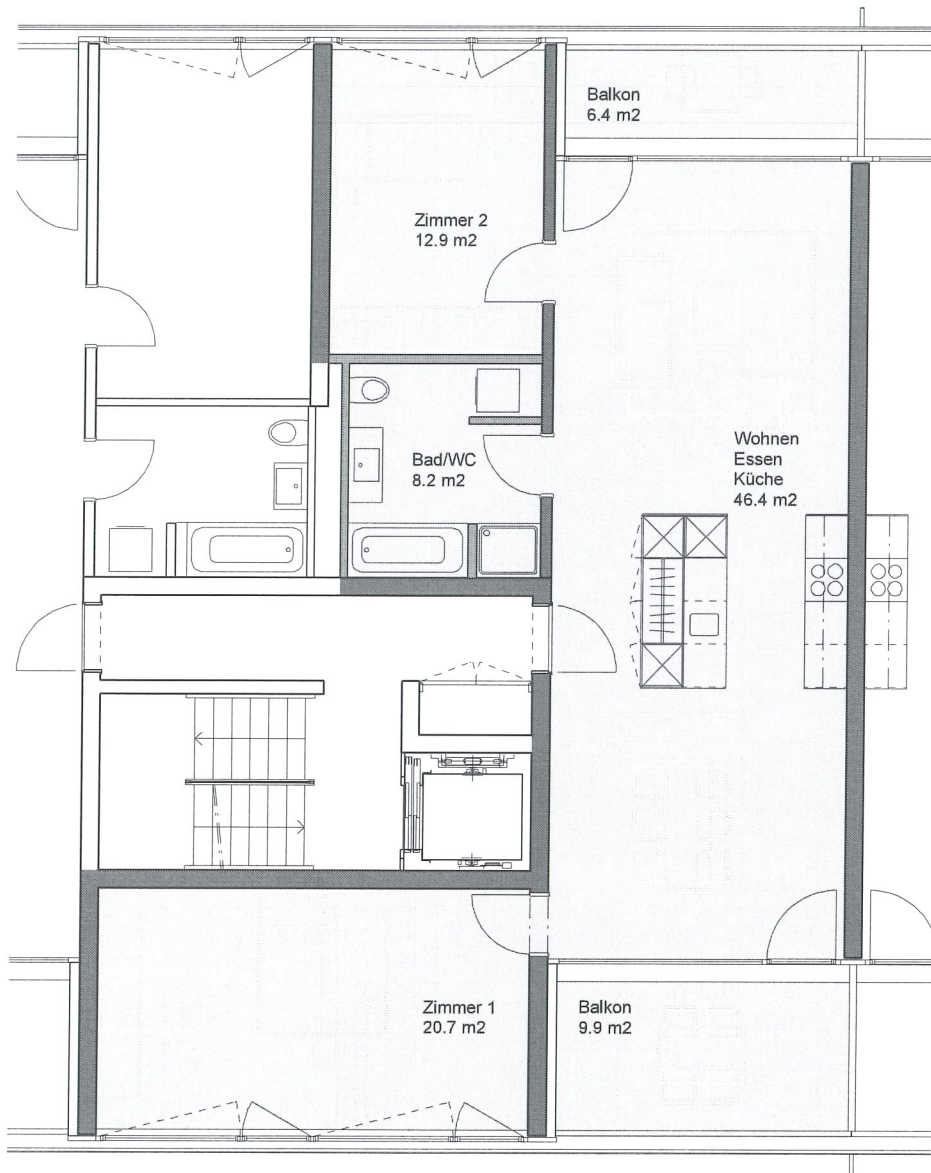 Balkon
6.4 m2
Zimmer 2
12.9 m2
Wohnen
Essen
Küche
46.4 m2
Bad/WC
8.2 m2
Zimmer 1
20.7 m2
Balkon
9.9 m2